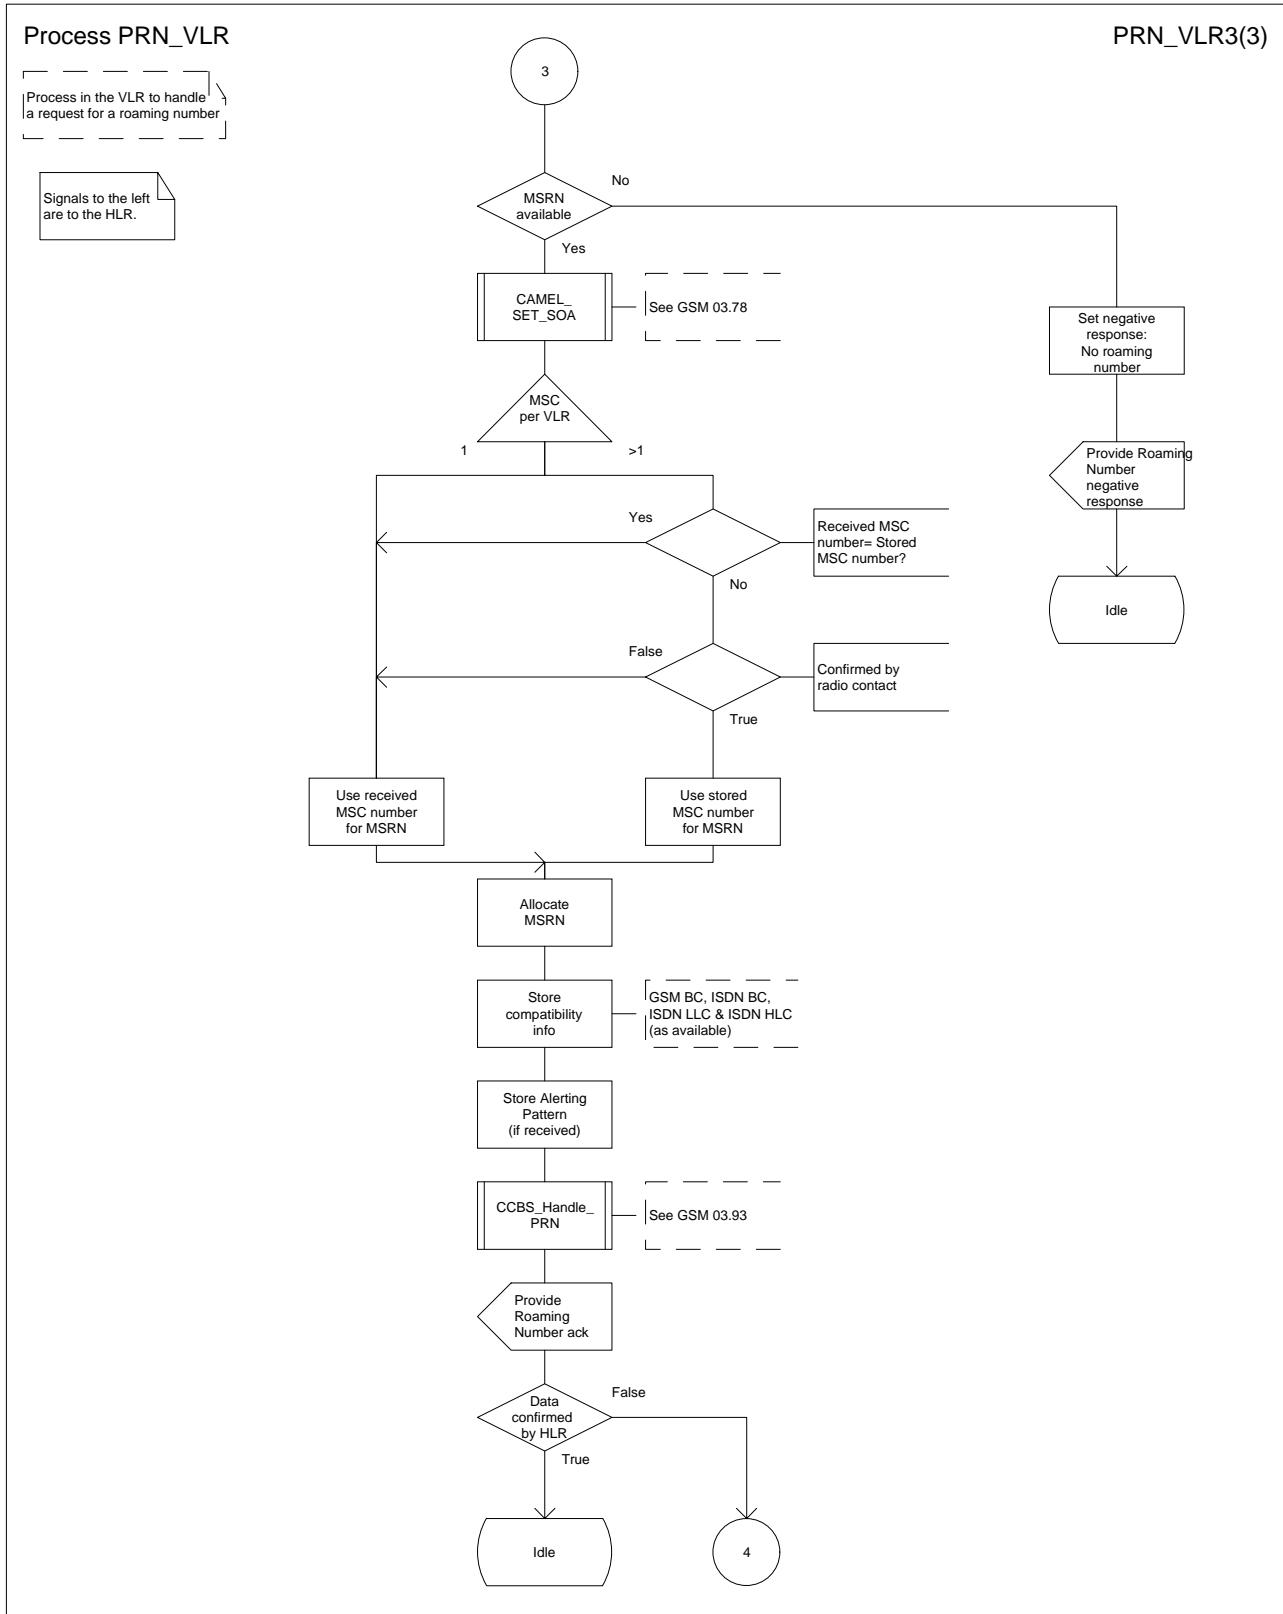 Process PRN_VLR
PRN_VLR3(3)
Process in the VLR to handle
a request for a roaming number
3
Signals to the left
are to the HLR.
MSRN
available
No
Yes
CAMEL_
SET_SOA
See GSM 03.78
Set negative
response:
No roaming
number
MSC
per VLR
1
>1
Provide Roaming
Number
negative
response
Yes
Received MSC
number= Stored
MSC number?
No
Idle
False
Confirmed by
radio contact
True
Use received
MSC number
for MSRN
Use stored
MSC number
for MSRN
Allocate
MSRN
Store
compatibility
info
GSM BC, ISDN BC,
ISDN LLC & ISDN HLC
(as available)
Store Alerting
Pattern
(if received)
CCBS_Handle_
PRN
See GSM 03.93
Provide
Roaming
Number ack
Data
confirmed
by HLR
False
True
Idle
4